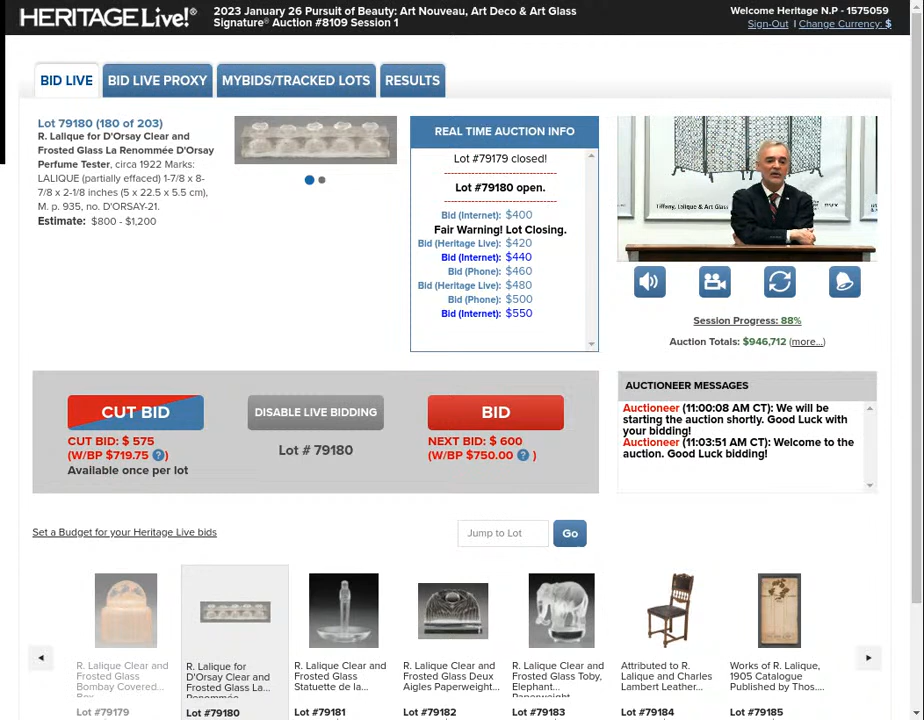 HERITAGE Live!®
2023 January 26 Pursuit of Beauty: Art Nouveau, Art Deco & Art Glass
Signature® Auction #8109 Session 1
Welcome Heritage N.P - 1575059
Sign-Out | Change Currency: $
BID LIVE
BID LIVE PROXY
MYBIDS/TRACKED LOTS
RESULTS
Lot 79180 (180 of 203)
R. Lalique for D'Orsay Clear and
Frosted Glass La Renommée D'Orsay
Perfume Tester, circa 1922 Marks:
LALIQUE (partially effaced) 1-7/8 x 8-
7/8 x 2-1/8 inches (5 x 22.5 x 5.5 cm),
M. p. 935, no. D'ORSAY-21.
Estimate: $800 - $1,200
REAL TIME AUCTION INFO
Lot #79179 closed!
Lot #79180 open.
Bid (Internet): $400
Fair Warning! Lot Closing.
Bid (Heritage Live): $420
Bid (Internet): $440
Bid (Phone): $460
Bid (Heritage Live): $480
Bid (Phone): $500
Bid (Internet): $550
Tiffany, Lalique & Art Glass
Session Progress: 88%
Auction Totals: $946,712 (more...)
CUT BID
CUT BID: $ 575
(W/BP $719.75 ?)
Available once per lot
DISABLE LIVE BIDDING
Lot # 79180
BID
NEXT BID: $ 600
(W/BP $750.00 ? )
AUCTIONEER MESSAGES
Auctioneer (11:00:08 AM CT): We will be
starting the auction shortly. Good Luck with
your bidding!
Auctioneer (11:03:51 AM CT): Welcome to the
auction. Good Luck bidding!
Set a Budget for your Heritage Live bids
Jump to Lot
Go
R. Lalique Clear and
Frosted Glass
Bombay Covered...
Box
Lot #79179
R. Lalique for
D'Orsay Clear and
Frosted Glass La...
Renommée
Lot #79180
R. Lalique Clear and
Frosted Glass
Statuette de la...
Lot #79181
R. Lalique Clear and
Frosted Glass Deux
Aigles Paperweight...
Lot #79182
R. Lalique Clear and
Frosted Glass Toby,
Elephant...
Paperweight
Lot #79183
Attributed to R.
Lalique and Charles
Lambert Leather...
Lot #79184
Works of R. Lalique,
1905 Catalogue
Published by Thos....
Lot #79185